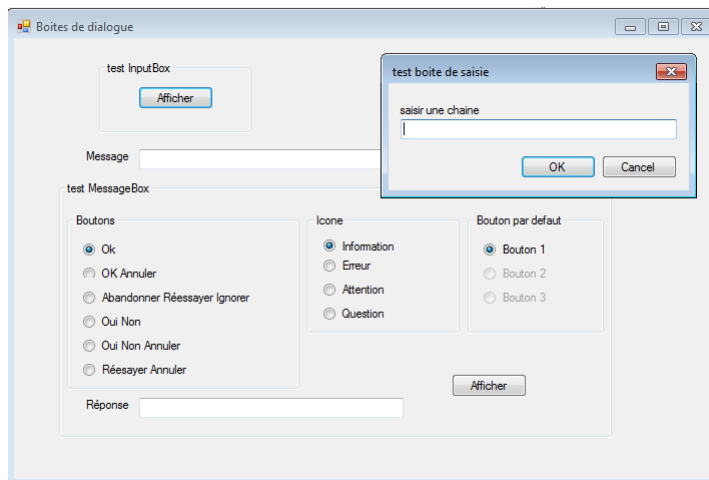 Boites de dialogue
test InputBox
Afficher
test boite de saisie
saisir une chaine
OK
Cancel
Message
test MessageBox
Boutons
Ok
OK Annuler
Abandonner Réessayer Ignorer
Oui Non
Oui Non Annuler
Réesayer Annuler
Icone
Information
Erreur
Attention
Question
Bouton par defaut
Bouton 1
Bouton 2
Bouton 3
Afficher
Réponse